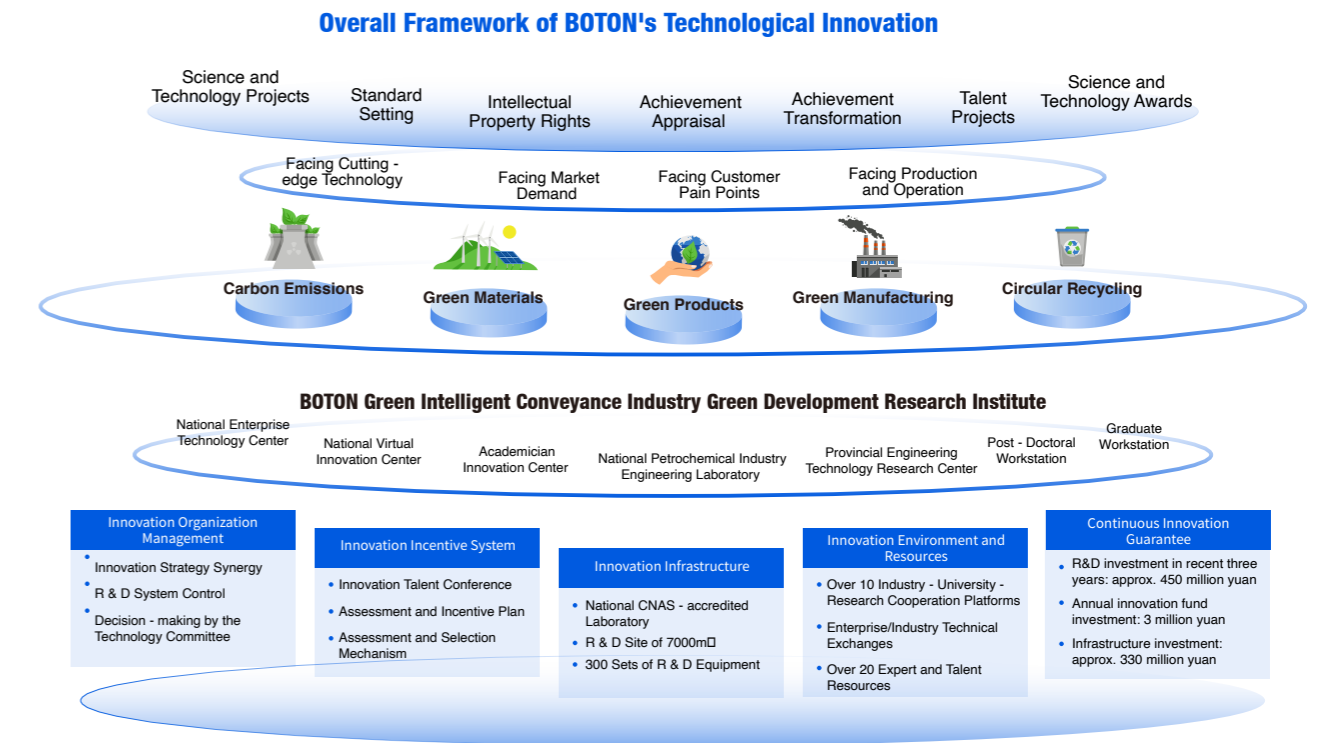 Overall Framework of BOTON's Technological Innovation
Science and
Technology Projects
Standard
Setting
Intellectual
Property Rights
Achievement
Appraisal
Achievement
Transformation
Talent
Projects
Science and
Technology Awards
Facing Cutting -
edge Technology
Facing Market
Demand
Facing Customer
Pain Points
Facing Production
and Operation
Carbon Emissions
Green Materials
Green Products
Green Manufacturing
Circular Recycling
BOTON Green Intelligent Conveyance Industry Green Development Research Institute
National Enterprise
Technology Center
National Virtual
Innovation Center
Academician
Innovation Center
National Petrochemical Industry
Engineering Laboratory
Provincial Engineering
Technology Research Center
Post - Doctoral
Workstation
Graduate
Workstation
Innovation Organization
Management
• Innovation Strategy Synergy
• R & D System Control
• Decision - making by the
Technology Committee
Innovation Incentive System
• Innovation Talent Conference
• Assessment and Incentive Plan
• Assessment and Selection
Mechanism
Innovation Infrastructure
• National CNAS - accredited
Laboratory
• R & D Site of 7000m□
• 300 Sets of R & D Equipment
Innovation Environment and
Resources
• Over 10 Industry - University -
Research Cooperation Platforms
• Enterprise/Industry Technical
Exchanges
• Over 20 Expert and Talent
Resources
Continuous Innovation
Guarantee
• R&D investment in recent three
years: approx. 450 million yuan
• Annual innovation fund
investment: 3 million yuan
• Infrastructure investment:
approx. 330 million yuan